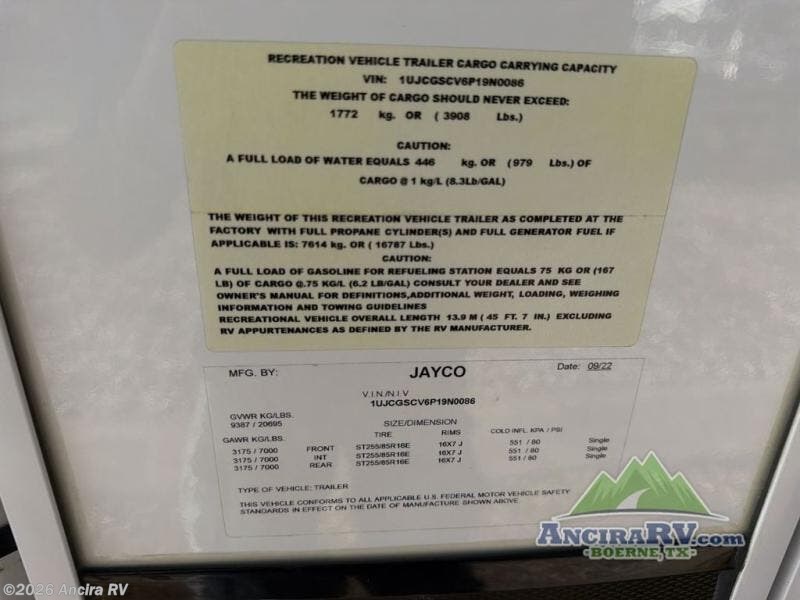 RECREATION VEHICLE TRAILER CARGO CARRYING CAPACITY
VIN: 1UJCGSCV6P19N0086
THE WEIGHT OF CARGO SHOULD NEVER EXCEED:
1772 kg. OR ( 3908 Lbs.)
CAUTION:
A FULL LOAD OF WATER EQUALS 446 kg. OR (979 Lbs.) OF
CARGO @ 1 kg/L (8.3Lb/GAL)
THE WEIGHT OF THIS RECREATION VEHICLE TRAILER AS COMPLETED AT THE
FACTORY WITH FULL PROPANE CYLINDER(S) AND FULL GENERATOR FUEL IF
APPLICABLE IS: 7614 kg. OR ( 16787 Lbs.)
CAUTION:
A FULL LOAD OF GASOLINE FOR REFUELING STATION EQUALS 75 KG OR (167
LB) OF CARGO @.75 KG/L (6.2 LB/GAL) CONSULT YOUR DEALER AND SEE
OWNER'S MANUAL FOR DEFINITIONS,ADDITIONAL WEIGHT, LOADING, WEIGHING
INFORMATION AND TOWING GUIDELINES
RECREATIONAL VEHICLE OVERALL LENGTH 13.9 M ( 45 FT. 7 IN.) EXCLUDING
RV APPURTENANCES AS DEFINED BY THE RV MANUFACTURER.
MFG. BY: JAYCO Date: 09/22
V.I.N./N.I.V
1UJCGSCV6P19N0086
GVWR KG/LBS.
9387 / 20695
SIZE/DIMENSION
GAWR KG/LBS. TIRE RIMS COLD INFL. KPA / PSI
3175 / 7000 FRONT ST255/85R16E 16X7 J 551 / 80 Single
3175 / 7000 INT ST255/85R16E 16X7 J 551 / 80 Single
3175 / 7000 REAR ST255/85R16E 16X7 J 551 / 80 Single
TYPE OF VEHICLE: TRAILER
THIS VEHICLE CONFORMS TO ALL APPLICABLE U.S. FEDERAL MOTOR VEHICLE SAFETY
STANDARDS IN EFFECT ON THE DATE OF MANUFACTURE SHOWN ABOVE
ANCIRARV.COM
BOERNE, TX
©2026 Ancira RV